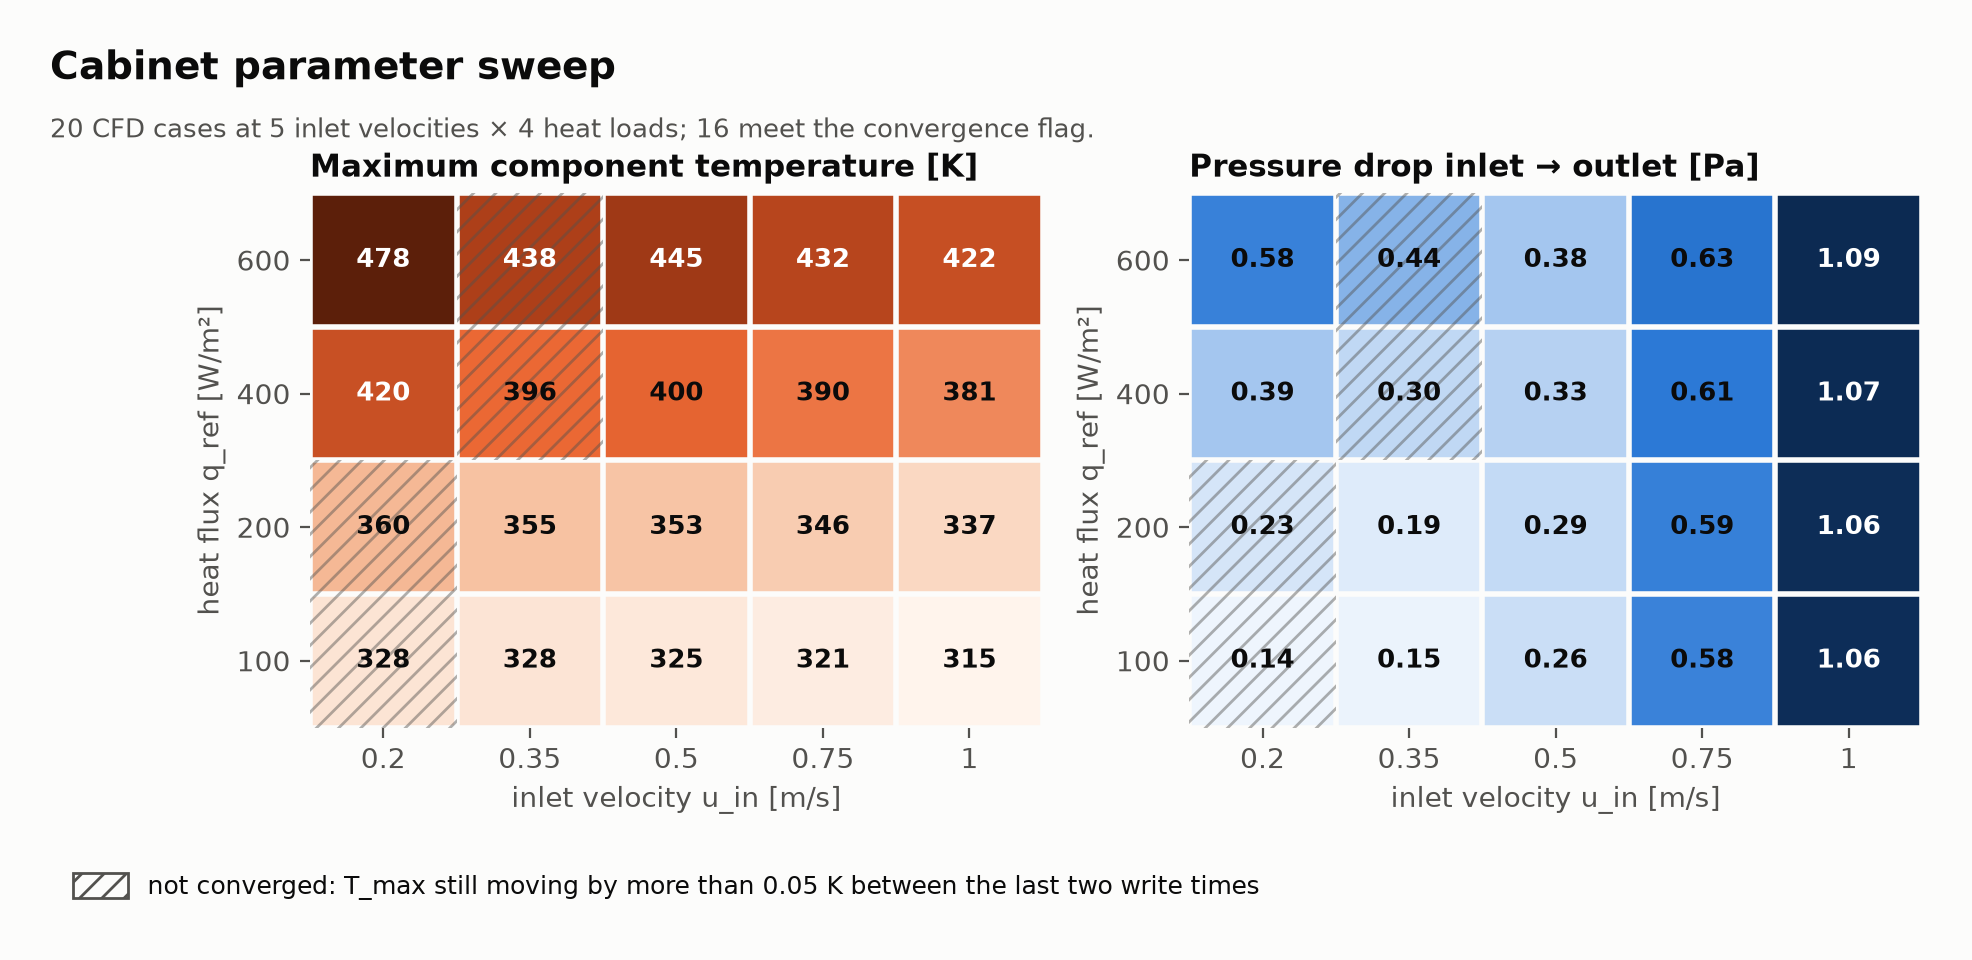 Cabinet parameter sweep
20 CFD cases at 5 inlet velocities × 4 heat loads; 16 meet the convergence flag.
Maximum component temperature [K]
heat flux q_ref [W/m²]
600 478 438 445 432 422
400 420 396 400 390 381
200 360 355 353 346 337
100 328 328 325 321 315
0.2 0.35 0.5 0.75 1
inlet velocity u_in [m/s]
Pressure drop inlet → outlet [Pa]
heat flux q_ref [W/m²]
600 0.58 0.44 0.38 0.63 1.09
400 0.39 0.30 0.33 0.61 1.07
200 0.23 0.19 0.29 0.59 1.06
100 0.14 0.15 0.26 0.58 1.06
0.2 0.35 0.5 0.75 1
inlet velocity u_in [m/s]
not converged: T_max still moving by more than 0.05 K between the last two write times